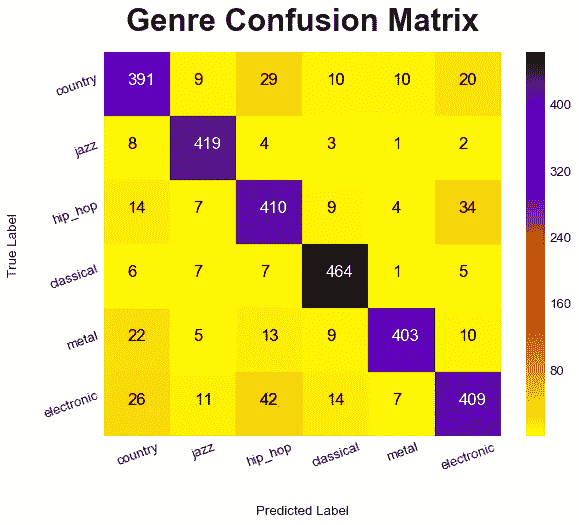 Genre Confusion Matrix
country 391 9 29 10 10 20
jazz 8 419 4 3 1 2
hip_hop 14 7 410 9 4 34
classical 6 7 7 464 1 5
metal 22 5 13 9 403 10
electronic 26 11 42 14 7 409
country jazz hip_hop classical metal electronic
True Label
Predicted Label
400
320
240
160
80